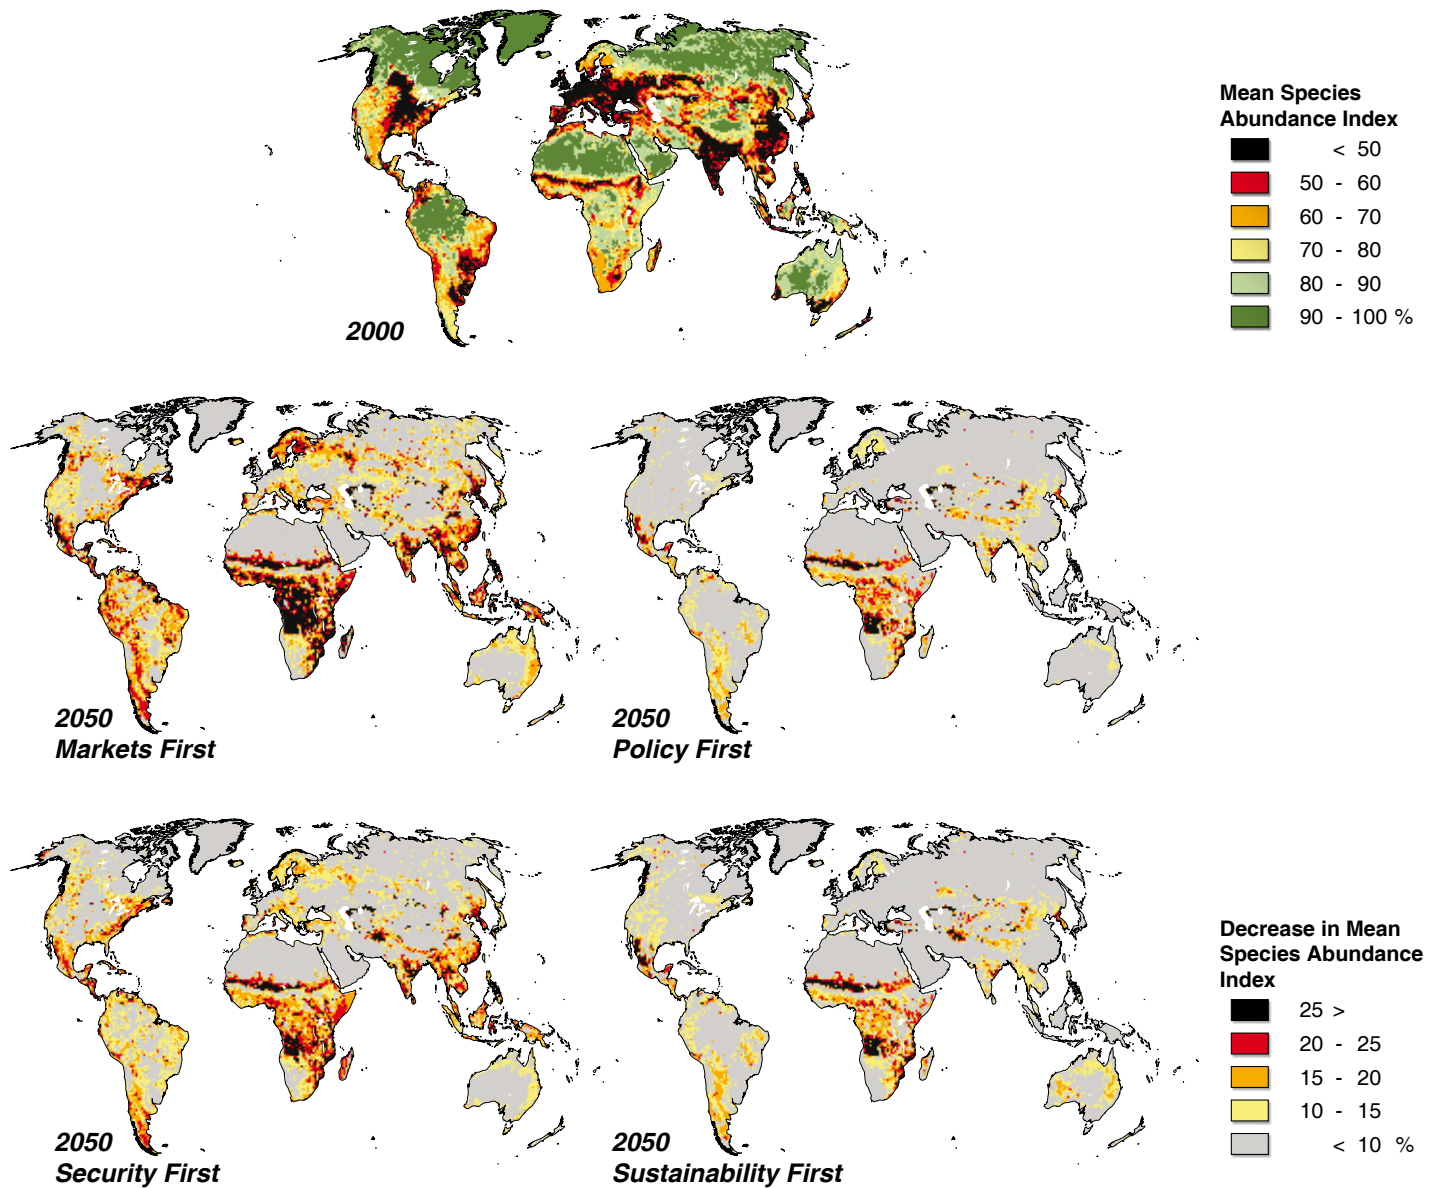 Mean Species
Abundance Index
< 50
50 - 60
60 - 70
70 - 80
80 - 90
90 - 100 %
2000
2050
Markets First
2050
Policy First
2050
Security First
2050
Sustainability First
Decrease in Mean
Species Abundance
Index
25 >
20 - 25
15 - 20
10 - 15
< 10 %